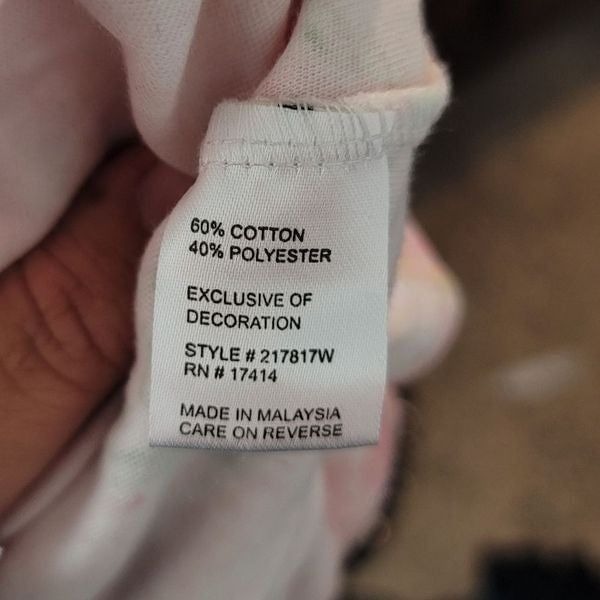 60% COTTON
40% POLYESTER
EXCLUSIVE OF
DECORATION
STYLE # 217817W
RN # 17414
MADE IN MALAYSIA
CARE ON REVERSE